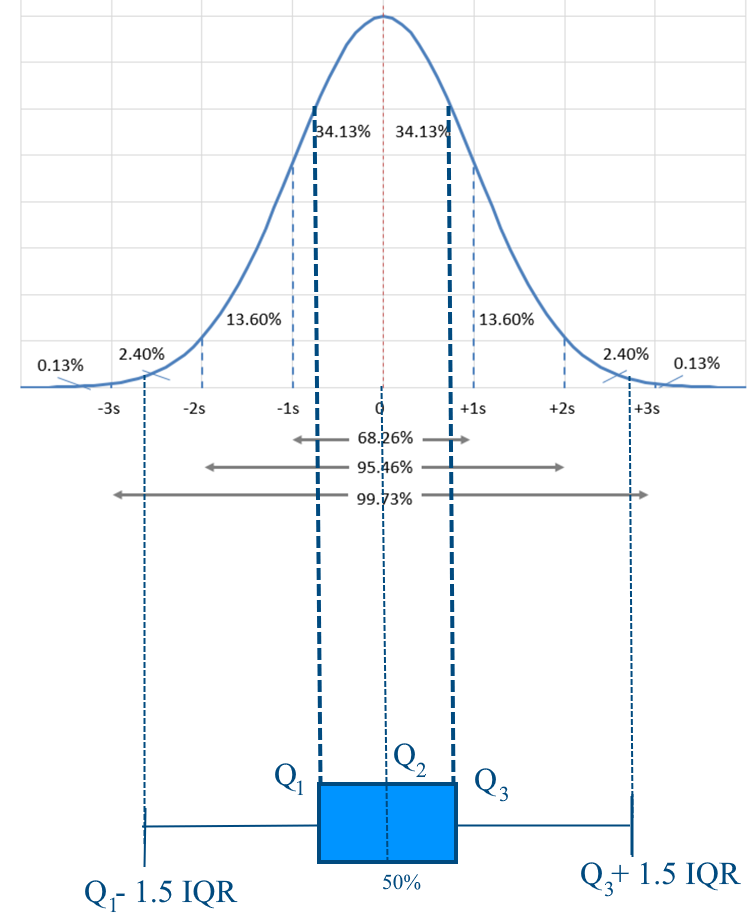 34.13% 34.13%
13.60% 13.60%
0.13% 2.40% 2.40% 0.13%
-3s -2s -1s 0 +1s +2s +3s
68.26%
95.46%
99.73%
Q1 Q2 Q3
Q1- 1.5 IQR 50% Q3+ 1.5 IQR